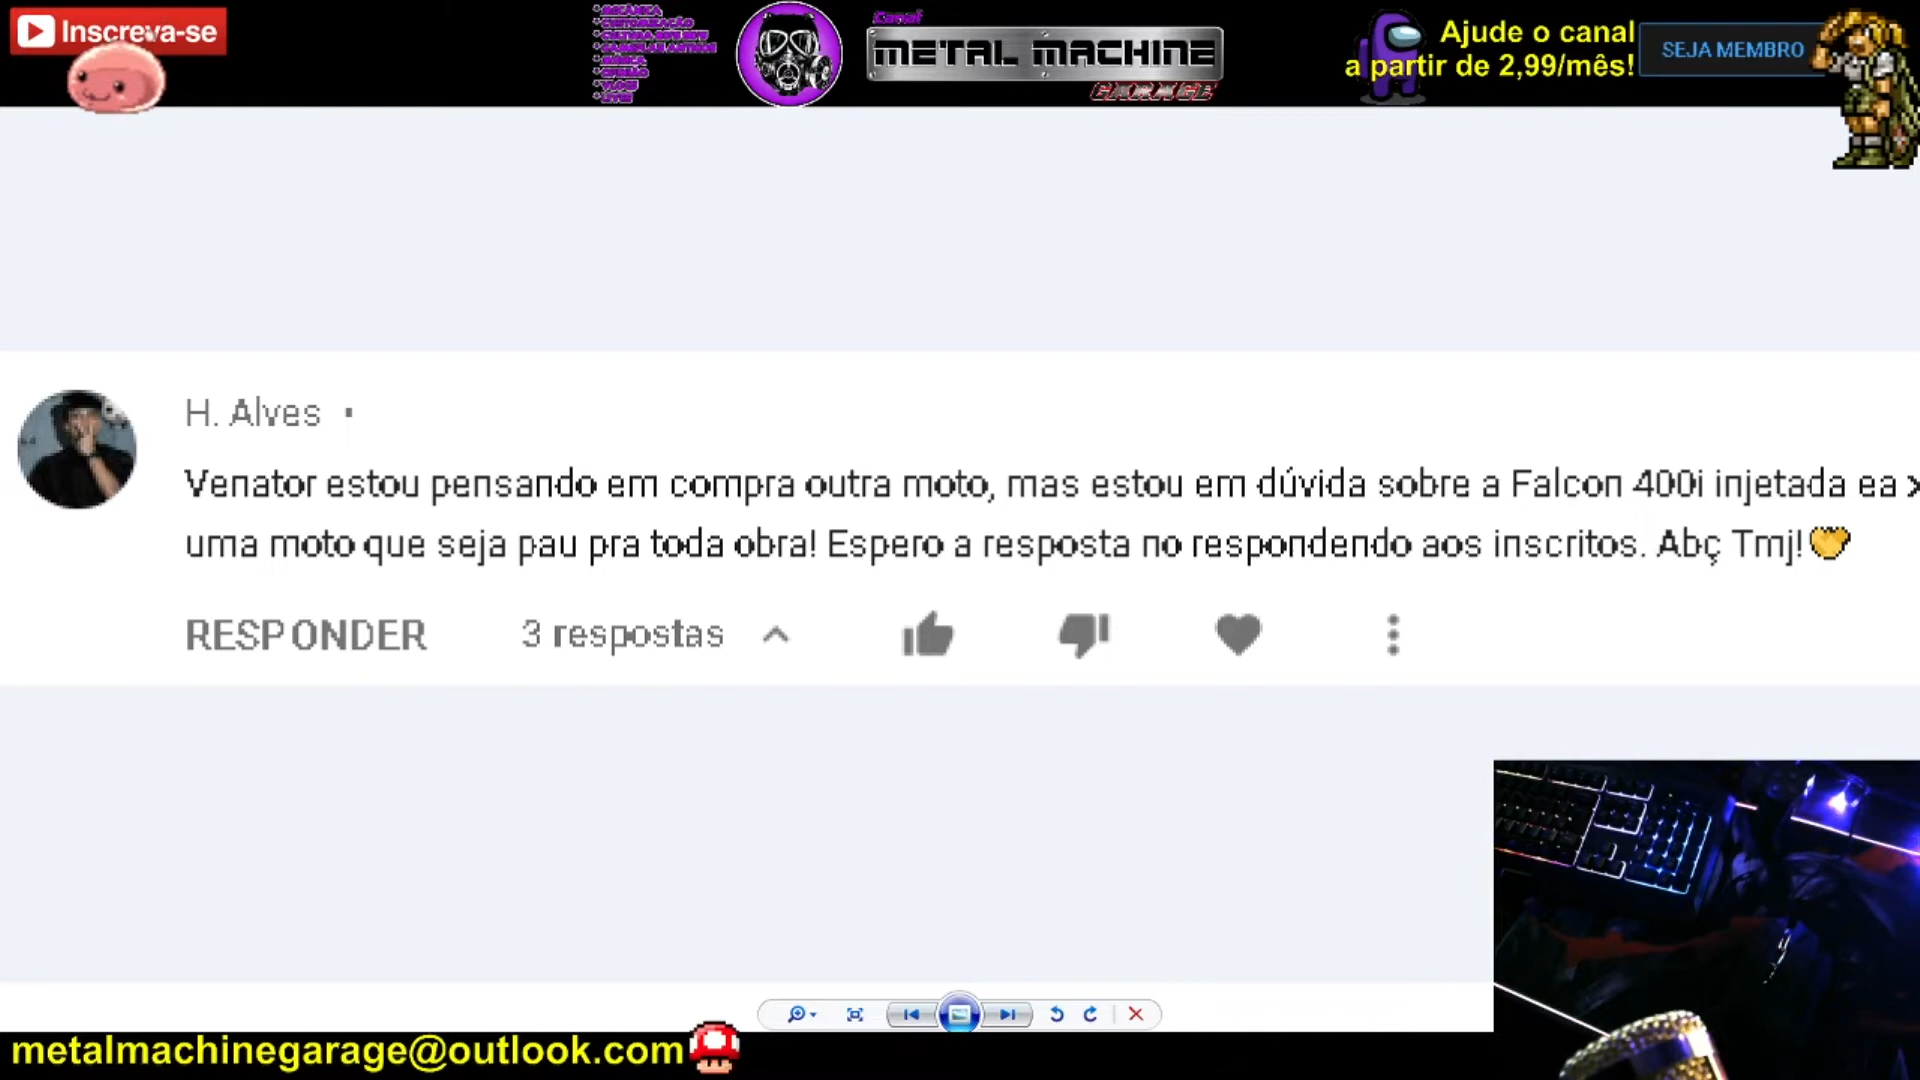 Inscreva-se
Canal
METAL MACHINE
GARAGE
Ajude o canal
a partir de 2,99/mês!
SEJA MEMBRO
H. Alves •
Venator estou pensando em compra outra moto, mas estou em dúvida sobre a Falcon 400i injetada ea
uma moto que seja pau pra toda obra! Espero a resposta no respondendo aos inscritos. Abç Tmj!
RESPONDER
3 respostas
metalmachinegarage@outlook.com